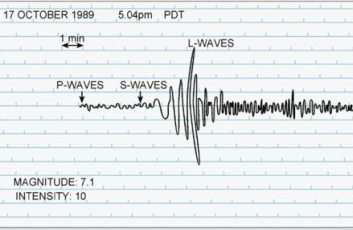 17 OCTOBER 1989 5.04pm PDT
1 min
L-WAVES
P-WAVES S-WAVES
MAGNITUDE: 7.1
INTENSITY: 10